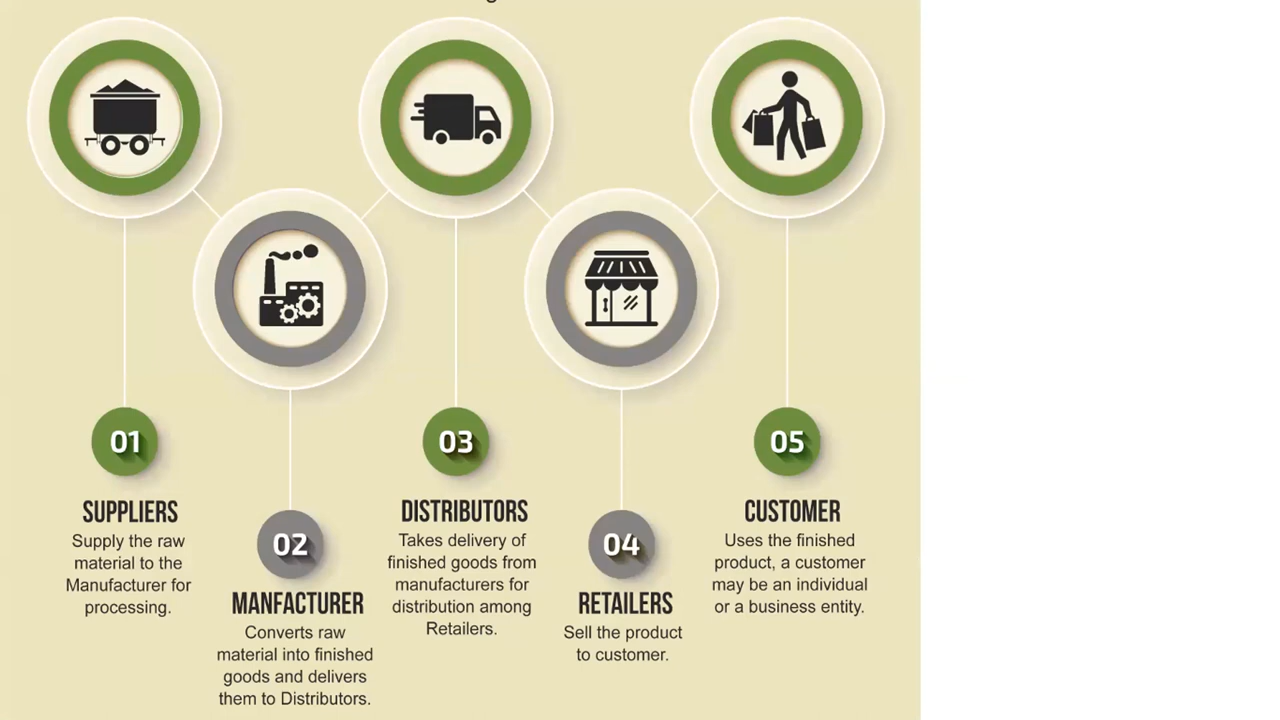 01
SUPPLIERS
Supply the raw
material to the
Manufacturer for
processing.
02
MANFACTURER
Converts raw
material into finished
goods and delivers
them to Distributors.
03
DISTRIBUTORS
Takes delivery of
finished goods from
manufacturers for
distribution among
Retailers.
04
RETAILERS
Sell the product
to customer.
05
CUSTOMER
Uses the finished
product, a customer
may be an individual
or a business entity.